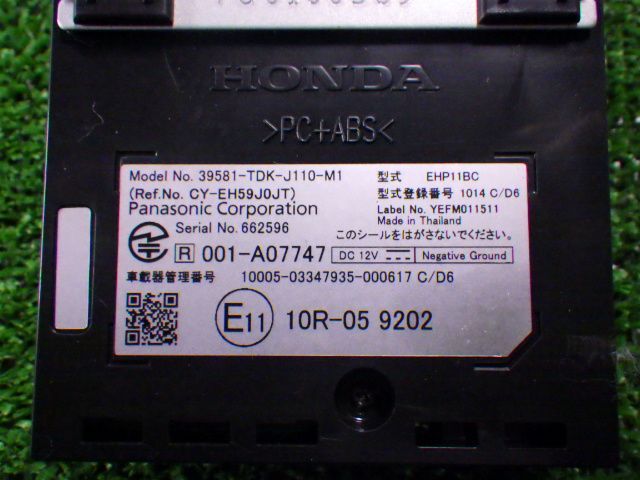 HONDA
>PC+ABS<
Model No. 39581-TDK-J110-M1 型式 EHP11BC
(Ref.No. CY-EH59J0JT) 型式登録番号 1014 C/D6
Panasonic Corporation Label No. YEFM011511
Serial No. 662596 Made in Thailand
このシールをはがさないでください。
R 001-A07747 DC 12V Negative Ground
車載器管理番号 10005-03347935-000617 C/D6
E11 10R-05 9202